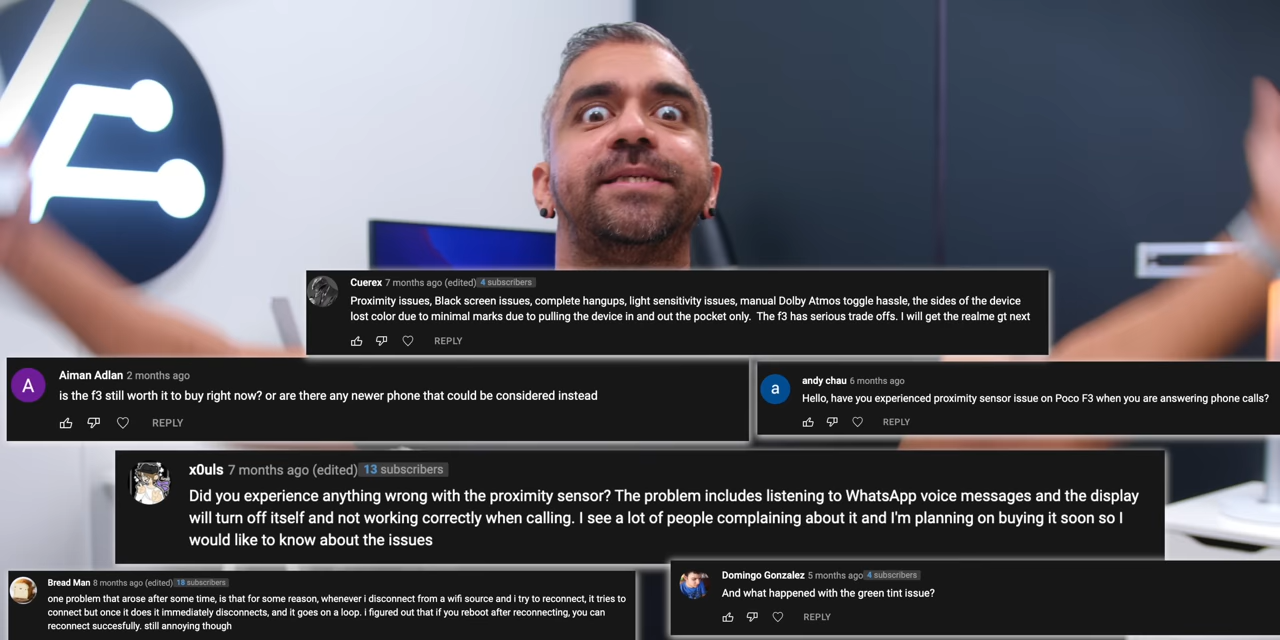 Cuerex 7 months ago (edited) 4 subscribers
Proximity issues, Black screen issues, complete hangups, light sensitivity issues, manual Dolby Atmos toggle hassle, the sides of the device
lost color due to minimal marks due to pulling the device in and out the pocket only. The f3 has serious trade offs. I will get the realme gt next
REPLY
A
Aiman Adlan 2 months ago
is the f3 still worth it to buy right now? or are there any newer phone that could be considered instead
REPLY
a
andy chau 6 months ago
Hello, have you experienced proximity sensor issue on Poco F3 when you are answering phone calls?
REPLY
x0uls 7 months ago (edited) 13 subscribers
Did you experience anything wrong with the proximity sensor? The problem includes listening to WhatsApp voice messages and the display
will turn off itself and not working correctly when calling. I see a lot of people complaining about it and I'm planning on buying it soon so I
would like to know about the issues
Bread Man 8 months ago (edited) 18 subscribers
one problem that arose after some time, is that for some reason, whenever i disconnect from a wifi source and i try to reconnect, it tries to
connect but once it does it immediately disconnects, and it goes on a loop. i figured out that if you reboot after reconnecting, you can
reconnect succesfully. still annoying though
Domingo Gonzalez 5 months ago 4 subscribers
And what happened with the green tint issue?
REPLY